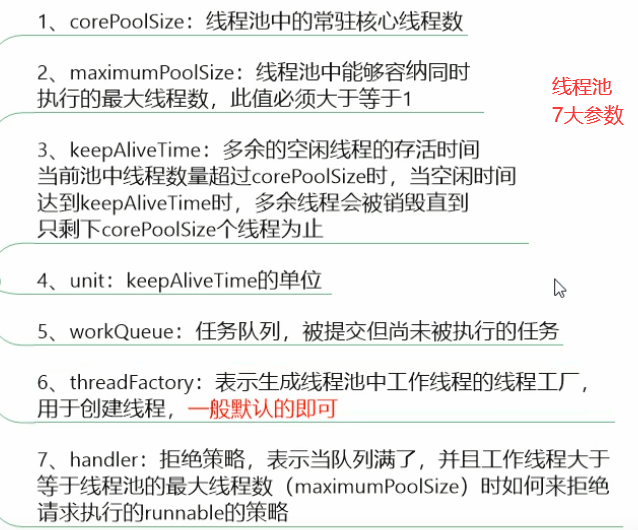 1、corePoolSize：线程池中的常驻核心线程数
2、maximumPoolSize：线程池中能够容纳同时
执行的最大线程数，此值必须大于等于1
线程池
7大参数
3、keepAliveTime：多余的空闲线程的存活时间
当前池中线程数量超过corePoolSize时，当空闲时间
达到keepAliveTime时，多余线程会被销毁直到
只剩下corePoolSize个线程为止
4、unit：keepAliveTime的单位
5、workQueue：任务队列，被提交但尚未被执行的任务
6、threadFactory：表示生成线程池中工作线程的线程工厂，
用于创建线程，一般默认的即可
7、handler：拒绝策略，表示当队列满了，并且工作线程大于
等于线程池的最大线程数（maximumPoolSize）时如何来拒绝
请求执行的runnable的策略